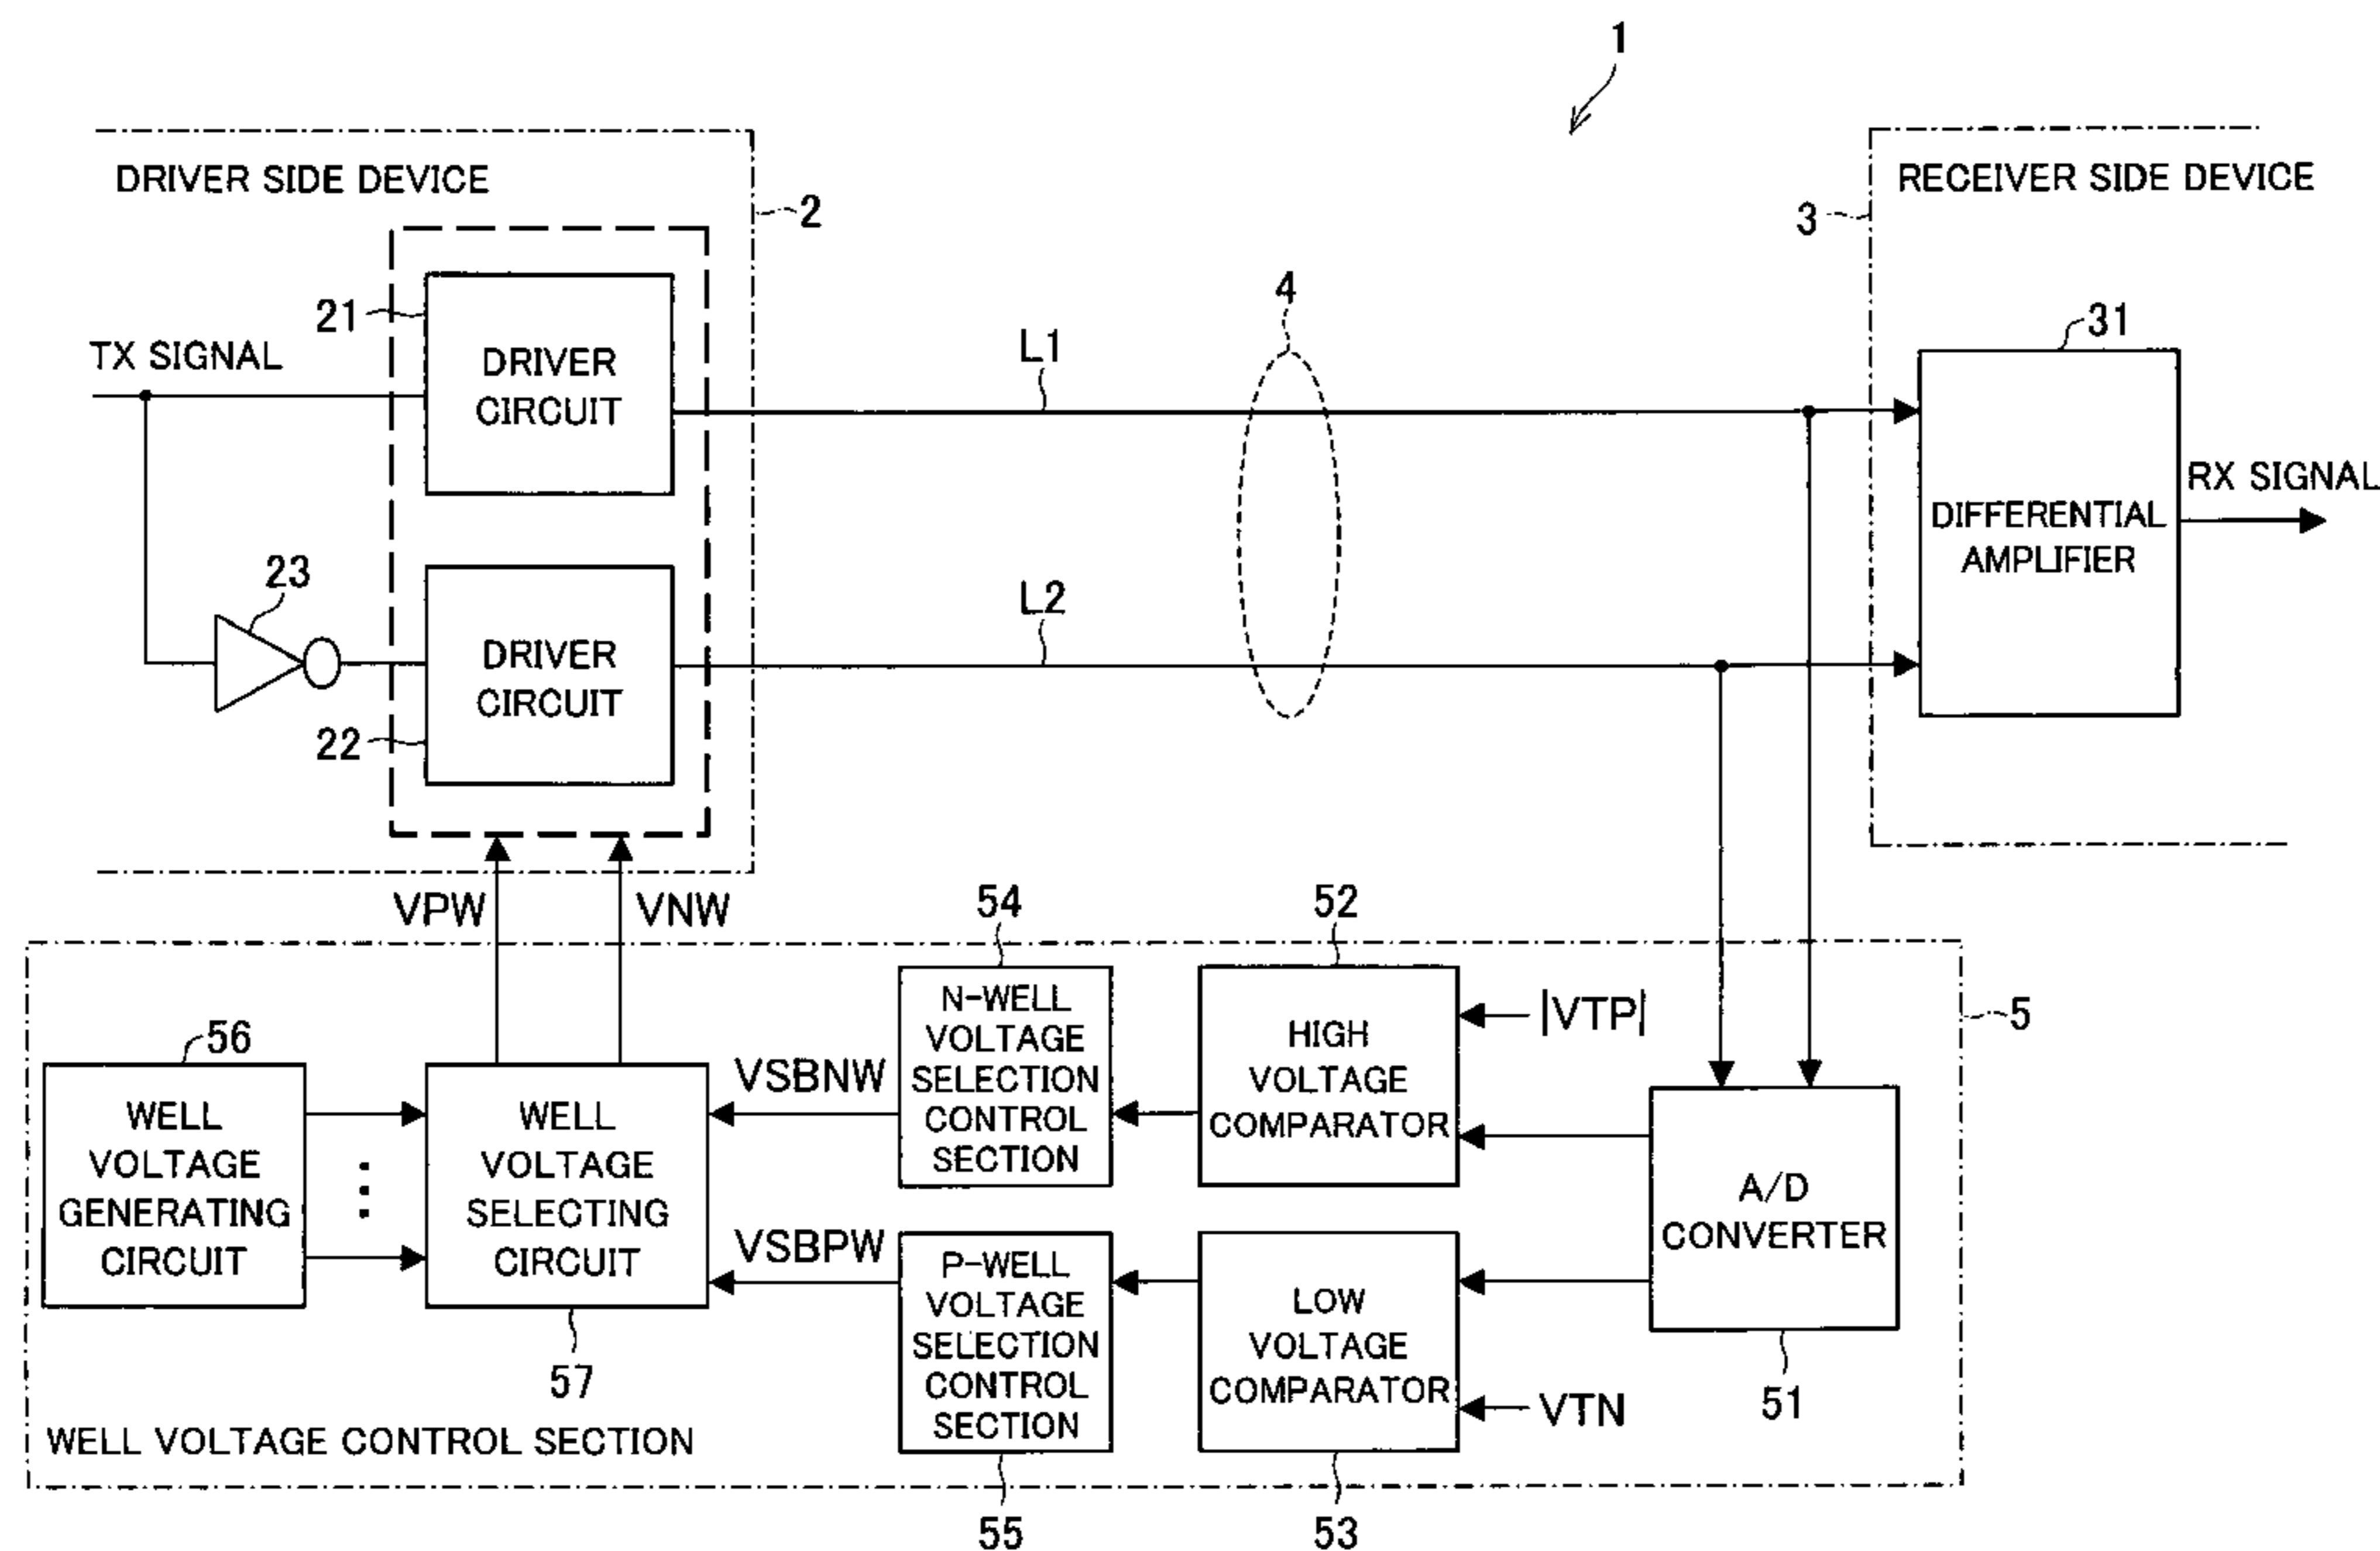 1
DRIVER SIDE DEVICE
2
RECEIVER SIDE DEVICE
3
21
TX SIGNAL
DRIVER
CIRCUIT
L1
4
31
DIFFERENTIAL
AMPLIFIER
RX SIGNAL
23
DRIVER
CIRCUIT
22
L2
VPW
VNW
54
52
5
56
WELL
VOLTAGE
GENERATING
CIRCUIT
WELL
VOLTAGE
SELECTING
CIRCUIT
57
VSBNW
VSBPW
N-WELL
VOLTAGE
SELECTION
CONTROL
SECTION
HIGH
VOLTAGE
COMPARATOR
|VTP|
A/D
CONVERTER
51
P-WELL
VOLTAGE
SELECTION
CONTROL
SECTION
55
LOW
VOLTAGE
COMPARATOR
VTN
53
WELL VOLTAGE CONTROL SECTION